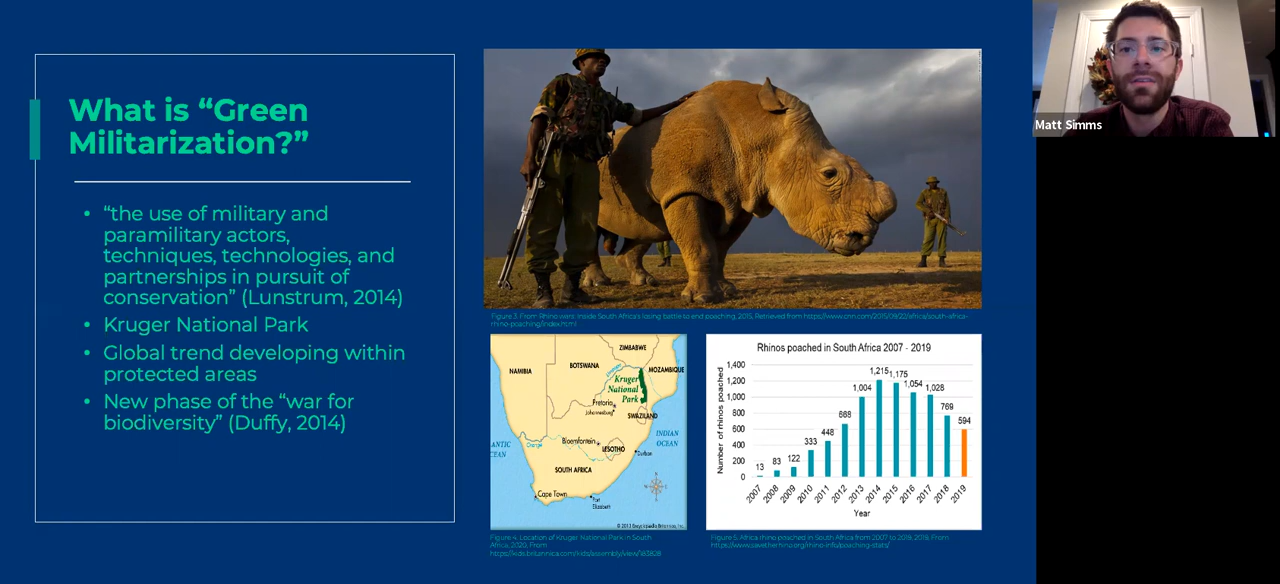 What is “Green
Militarization?”
• “the use of military and
paramilitary actors,
techniques, technologies, and
partnerships in pursuit of
conservation” (Lunstrum, 2014)
• Kruger National Park
• Global trend developing within
protected areas
• New phase of the “war for
biodiversity” (Duffy, 2014)
Figure 3. From Rhino wars: Inside South Africa's losing battle to end poaching, 2015. Retrieved from https://www.cnn.com/2015/09/22/africa/south-africa-
rhino-poaching/index.html
ZIMBABWE
NAMIBIA
BOTSWANA
MOZAMBIQUE
Limpopo
Kruger
National
Park
Pretoria
Johannesburg
SWAZILAND
Bloemfontein
LESOTHO
INDIAN
OCEAN
ANTIC
CEAN
Orange
Durban
SOUTH AFRICA
Cape Town
Port
Elizabeth
© 2013 Encyclopædia Britannica, Inc.
Figure 4. Location of Kruger National Park in South
Africa, 2020, From
https://kids.britannica.com/kids/assembly/view/183828
Rhinos poached in South Africa 2007 - 2019
Number of rhinos poached
1,400
1,200
1,000
800
600
400
200
0
13
83
122
333
448
668
1,004
1,215
1,175
1,054
1,028
769
594
2007
2008
2009
2010
2011
2012
2013
2014
2015
2016
2017
2018
2019
Year
Figure 5. Africa rhino poached in South Africa from 2007 to 2019, 2019, From
https://www.savetherhino.org/rhino-info/poaching-stats/
Matt Simms